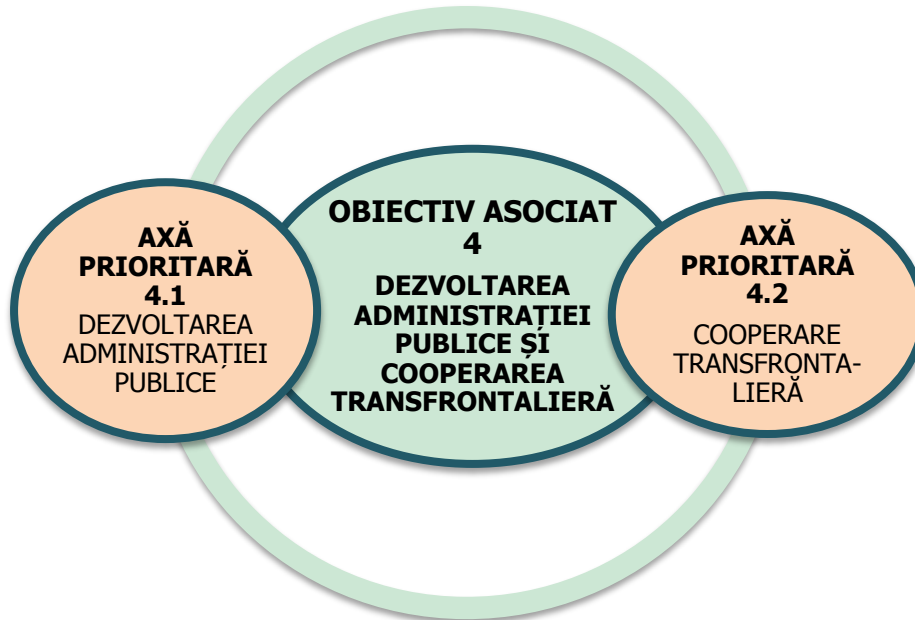 AXĂ
PRIORITARĂ
4.1
DEZVOLTAREA
ADMINISTRAȚIEI
PUBLICE
OBIECTIV ASOCIAT
4
DEZVOLTAREA
ADMINISTRAȚIEI
PUBLICE ȘI
COOPERAREA
TRANSFRONTALIERĂ
AXĂ
PRIORITARĂ
4.2
COOPERARE
TRANSFRONTA-
LIERĂ